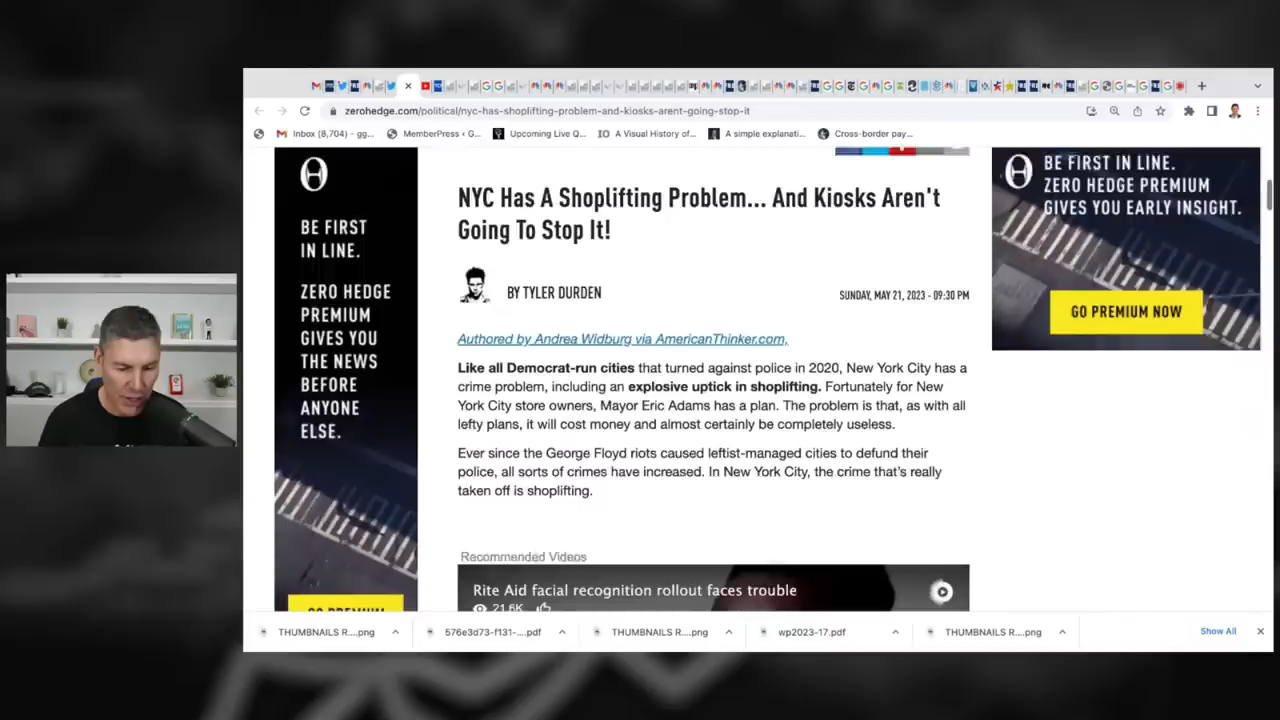 zerohedge.com/political/nyc-has-shoplifting-problem-and-kiosks-arent-going-stop-it
Inbox (8,704) - gg...
MemberPress ‹ G...
Upcoming Live Q...
IO A Visual History of...
A simple explanati...
Cross-border pay...
BE FIRST
IN LINE.
ZERO HEDGE
PREMIUM
GIVES YOU
THE NEWS
BEFORE
ANYONE
ELSE.
GO PREMIUM
NYC Has A Shoplifting Problem... And Kiosks Aren't
Going To Stop It!
BY TYLER DURDEN
SUNDAY, MAY 21, 2023 - 09:30 PM
Authored by Andrea Widburg via AmericanThinker.com,
Like all Democrat-run cities that turned against police in 2020, New York City has a
crime problem, including an explosive uptick in shoplifting. Fortunately for New
York City store owners, Mayor Eric Adams has a plan. The problem is that, as with all
lefty plans, it will cost money and almost certainly be completely useless.
Ever since the George Floyd riots caused leftist-managed cities to defund their
police, all sorts of crimes have increased. In New York City, the crime that's really
taken off is shoplifting.
Recommended Videos
Rite Aid facial recognition rollout faces trouble
21.6K
BE FIRST IN LINE.
ZERO HEDGE PREMIUM
GIVES YOU EARLY INSIGHT.
GO PREMIUM NOW
THUMBNAILS R....png
576e3d73-f131-....pdf
THUMBNAILS R....png
wp2023-17.pdf
THUMBNAILS R....png
Show All